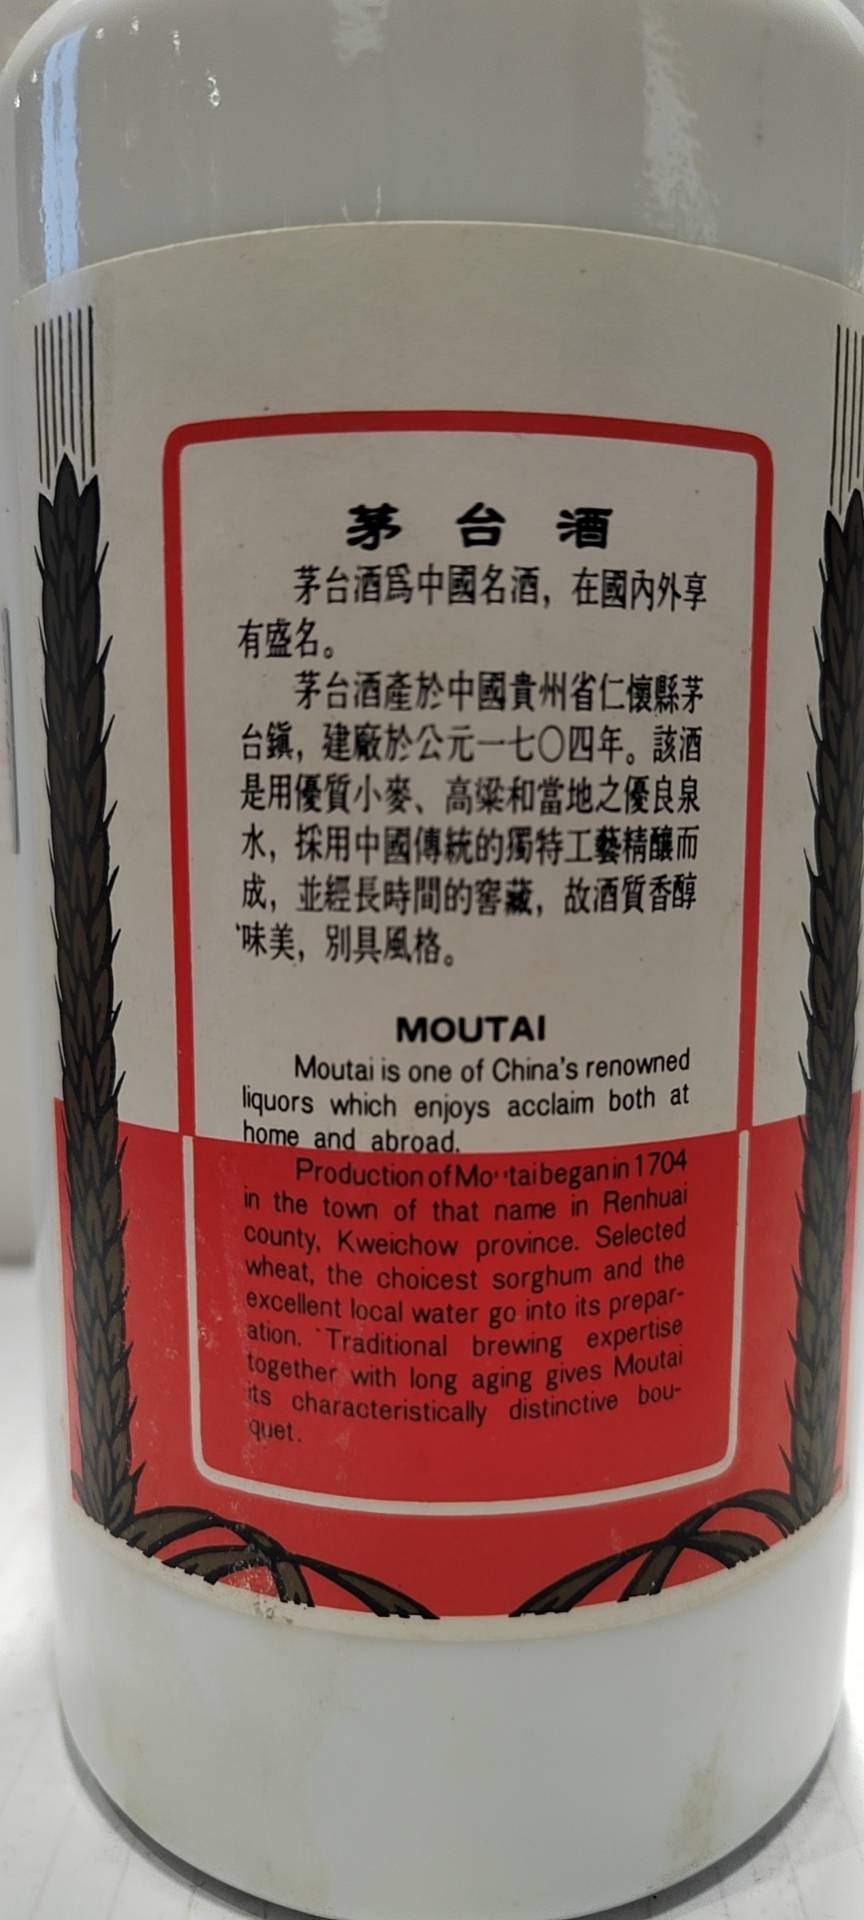 茅台酒
茅台酒爲中國名酒，在國內外享
有盛名。
茅台酒產於中國貴州省仁懷縣茅
台鎭，建廠於公元一七〇四年。該酒
是用優質小麥、高粱和當地之優良泉
水，採用中國傳統的獨特工藝精釀而
成，並經長時間的窖藏，故酒質香醇
味美，別具風格。
MOUTAI
Moutai is one of China's renowned
liquors which enjoys acclaim both at
home and abroad.
Production of Moutai began in 1704
in the town of that name in Renhuai
county, Kweichow province. Selected
wheat, the choicest sorghum and the
excellent local water go into its prepar-
ation. Traditional brewing expertise
together with long aging gives Moutai
its characteristically distinctive bou-
quet.